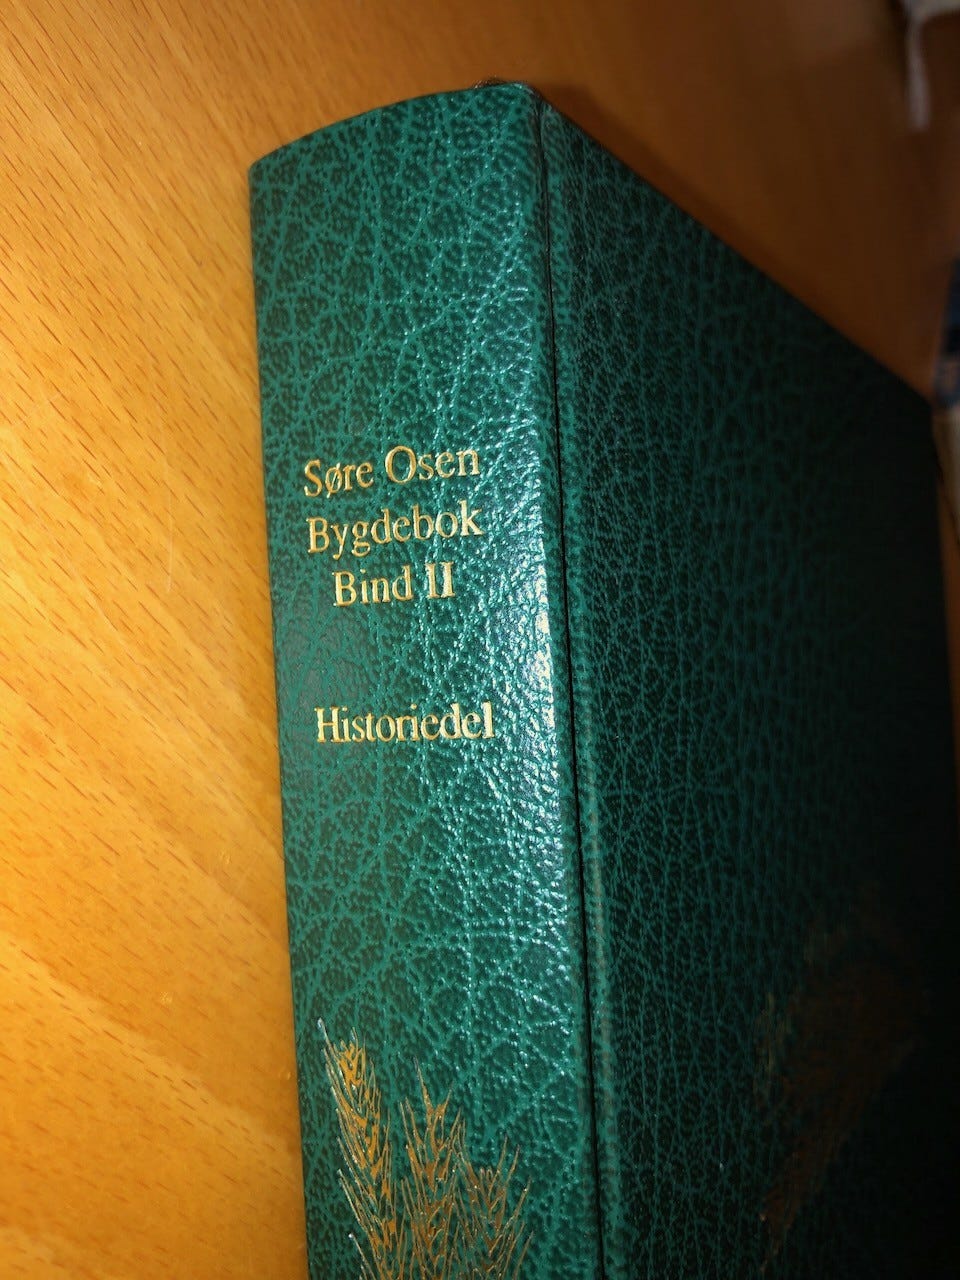 Søre Osen
Bygdebok
Bind II
Historiedel